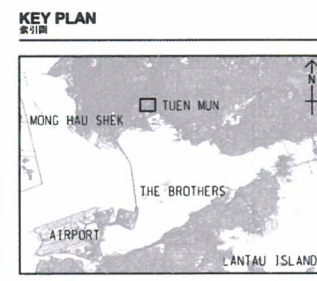 KEY PLAN
索引圖
N
TUEN MUN
MONG HAU SHEK
THE BROTHERS
AIRPORT
LANTAU ISLAND